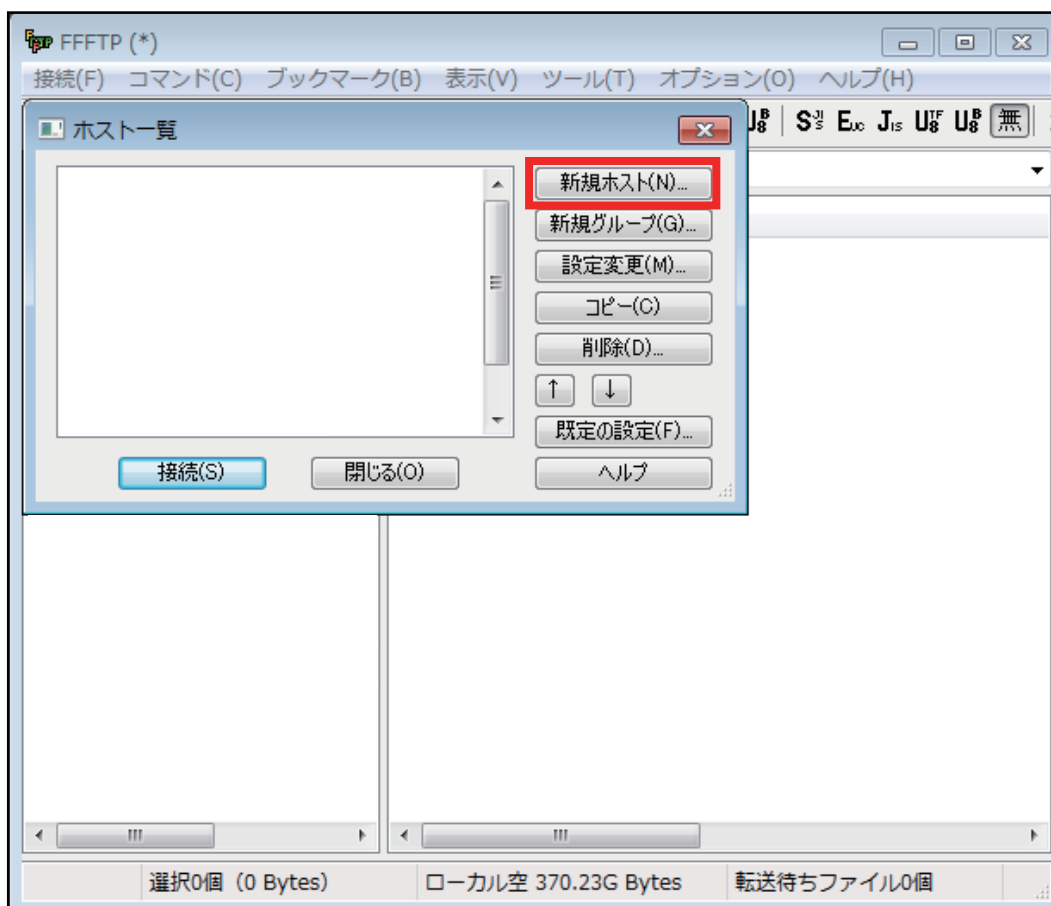 FFFTP (*)
接続(F) コマンド(C) ブックマーク(B) 表示(V) ツール(T) オプション(O) ヘルプ(H)
ホスト一覧
新規ホスト(N)...
新規グループ(G)...
設定変更(M)...
コピー(C)
削除(D)...
↑ ↓
既定の設定(F)...
接続(S) 閉じる(O) ヘルプ
無
選択0個 (0 Bytes) ローカル空 370.23G Bytes 転送待ちファイル0個